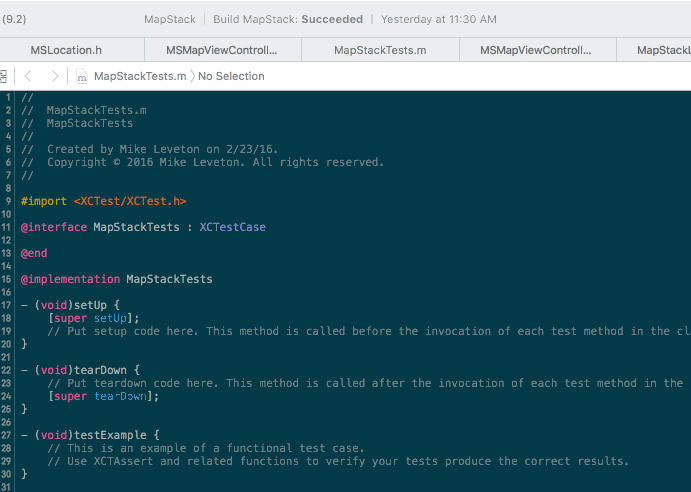 (9.2) MapStack | Build MapStack: Succeeded | Yesterday at 11:30 AM
MSLocation.h MSMapViewControll... MapStackTests.m MSMapViewControll... MapStackL
m MapStackTests.m No Selection
1 //
2 //  MapStackTests.m
3 //  MapStackTests
4 //
5 //  Created by Mike Leveton on 2/23/16.
6 //  Copyright © 2016 Mike Leveton. All rights reserved.
7 //
8
9 #import <XCTest/XCTest.h>
10
11 @interface MapStackTests : XCTestCase
12
13 @end
14
15 @implementation MapStackTests
16
17 - (void)setUp {
18     [super setUp];
19     // Put setup code here. This method is called before the invocation of each test method in the cl
20 }
21
22 - (void)tearDown {
23     // Put teardown code here. This method is called after the invocation of each test method in the
24     [super tearDown];
25 }
26
27 - (void)testExample {
28     // This is an example of a functional test case.
29     // Use XCTAssert and related functions to verify your tests produce the correct results.
30 }
31